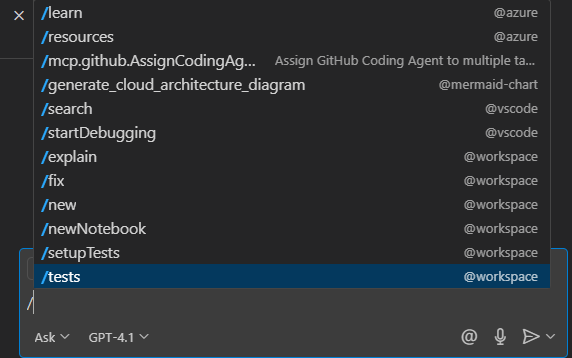 /learn @azure
/resources @azure
/mcp.github.AssignCodingAg... Assign GitHub Coding Agent to multiple ta...
/generate_cloud_architecture_diagram @mermaid-chart
/search @vscode
/startDebugging @vscode
/explain @workspace
/fix @workspace
/new @workspace
/newNotebook @workspace
/setupTests @workspace
/tests @workspace
/
Ask GPT-4.1